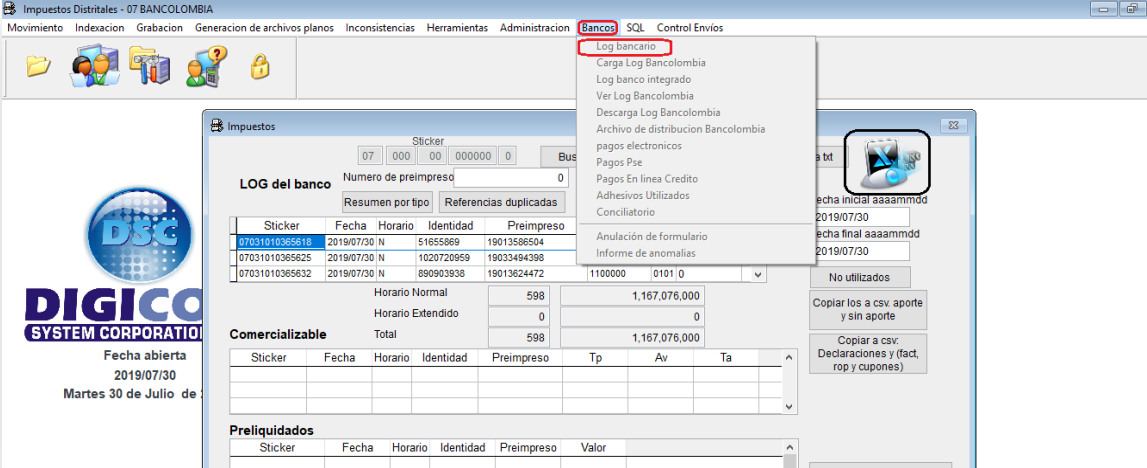 Impuestos Distritales - 07 BANCOLOMBIA
Movimiento Indexacion Grabacion Generacion de archivos planos Inconsistencias Herramientas Administracion Bancos SQL Control Envíos
Log bancario
Carga Log Bancolombia
Log banco integrado
Ver Log Bancolombia
Descarga Log Bancolombia
Archivo de distribucion Bancolombia
pagos electronicos
Pagos Pse
Pagos En linea Credito
Adhesivos Utilizados
Conciliatorio
Anulación de formulario
Informe de anomalias
Impuestos
Sticker
07 000 00 000000 0 Bus
a txt
LOG del banco
Numero de preimpreso 0
Resumen por tipo Referencias duplicadas
echa inicial aaaammdd
2019/07/30
echa final aaaammdd
2019/07/30
Sticker Fecha Horario Identidad Preimpreso
07031010365618 2019/07/30 N 51655869 19013586504
07031010365625 2019/07/30 N 1020720959 19033494398
07031010365632 2019/07/30 N 890903938 19013624472 1100000 0101 0
No utilizados
Horario Normal 598 1,167,076,000
Horario Extendido 0 0
Total 598 1,167,076,000
Copiar los a csv. aporte
y sin aporte
Copiar a csv:
Declaraciones y (fact,
rop y cupones)
Comercializable
Sticker Fecha Horario Identidad Preimpreso Tp Av Ta
Preliquidados
Sticker Fecha Horario Identidad Preimpreso Valor
DSC
DIGICO
SYSTEM CORPORATIO
Fecha abierta
2019/07/30
Martes 30 de Julio de